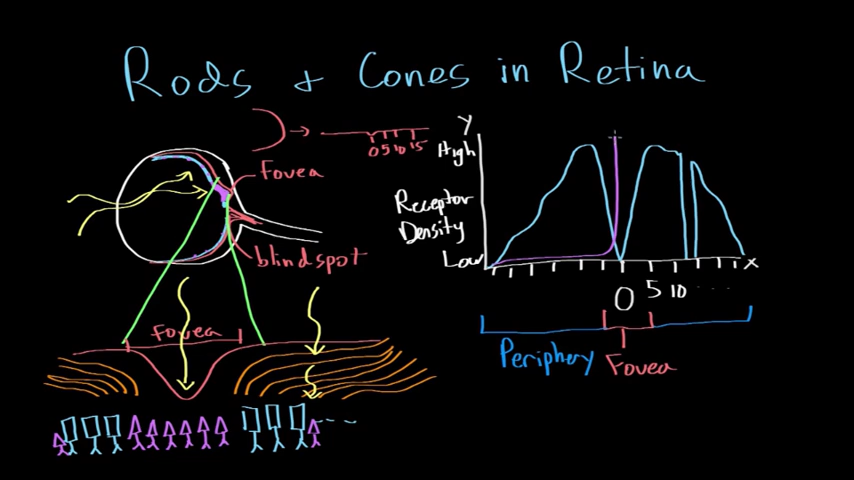 Rods + Cones in Retina
0 5 10 15
Fovea
blindspot
Fovea
Y
High
Receptor
Density
Low
X
0 5 10 ....
Periphery
Fovea